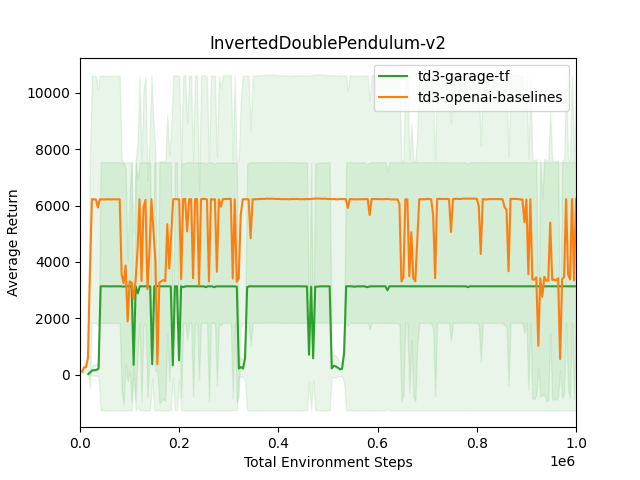 InvertedDoublePendulum-v2
td3-garage-tf
td3-openai-baselines
Average Return
10000
8000
6000
4000
2000
0
0.0 0.2 0.4 0.6 0.8 1.0
1e6
Total Environment Steps